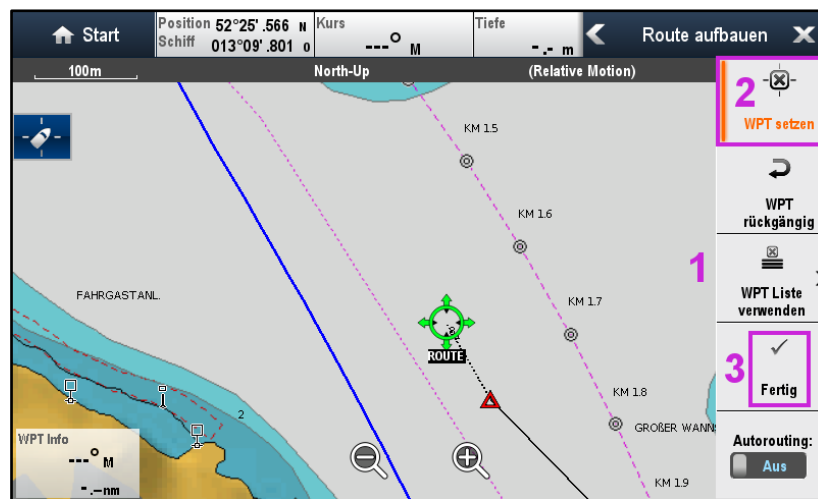 Start
Position 52°25' .566 N
Schiff 013°09' .801 O
Kurs
---° M
Tiefe
-.- m
Route aufbauen
100m
North-Up
(Relative Motion)
2
WPT setzen
KM 1.5
WPT
rückgängig
KM 1.6
1
WPT Liste
verwenden
FAHRGASTANL.
KM 1.7
ROUTE
3
Fertig
KM 1.8
2
GROßER WANNS
WPT Info
---° M
-.--nm
Autorouting:
Aus
KM 1.9